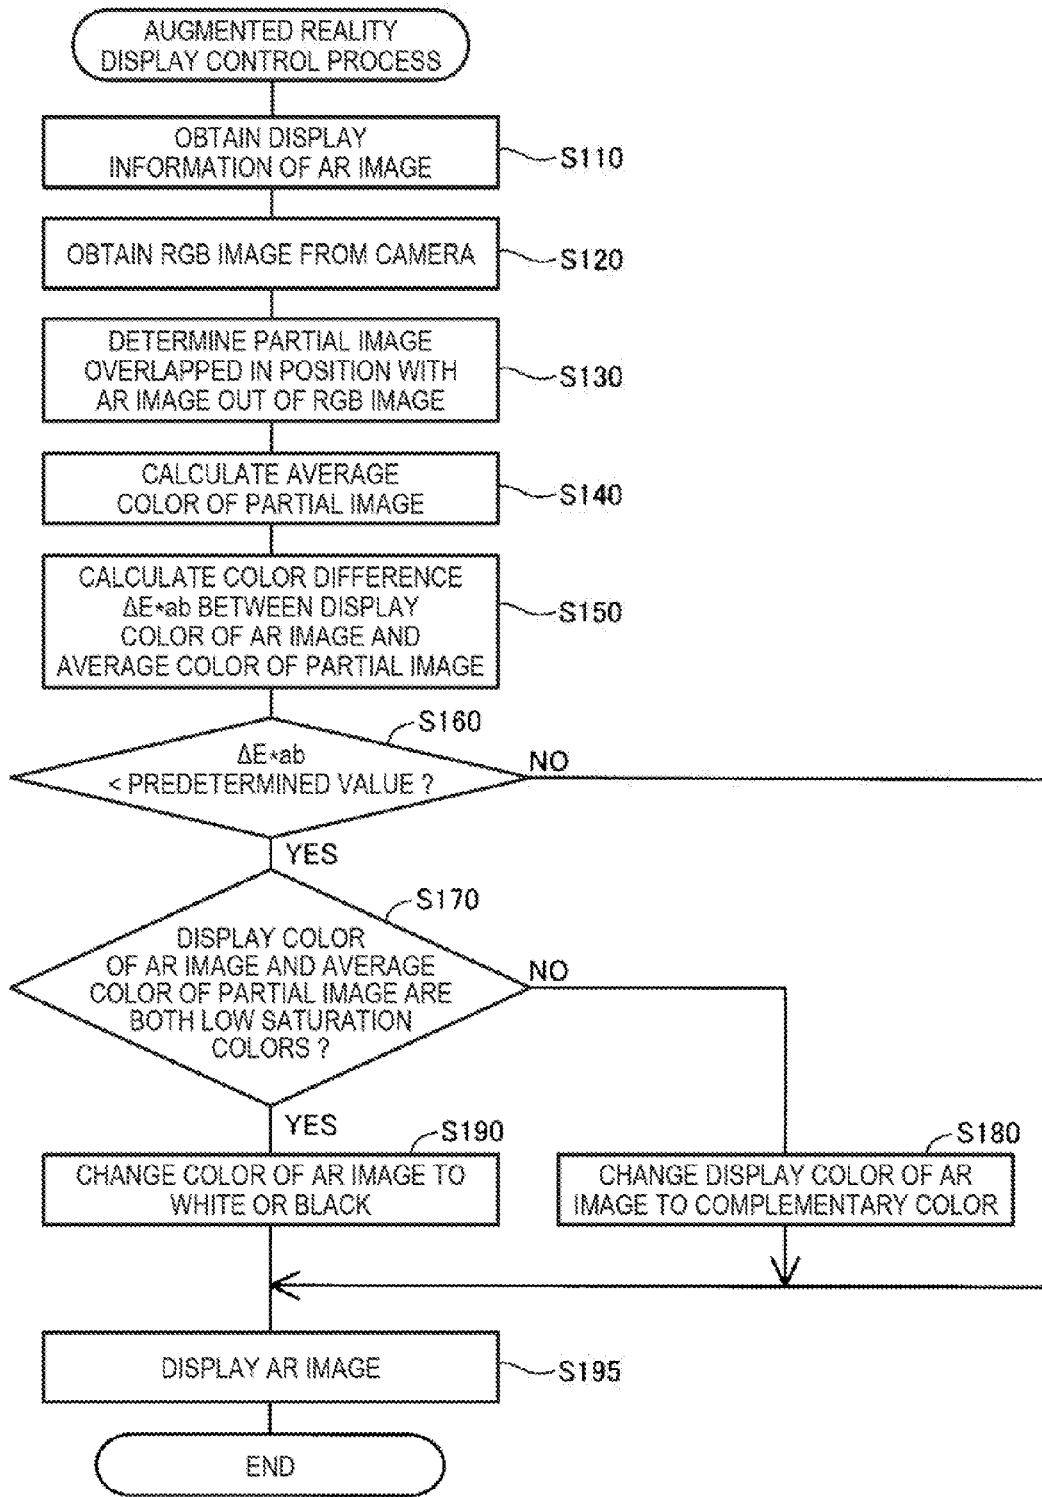 AUGMENTED REALITY
DISPLAY CONTROL PROCESS
OBTAIN DISPLAY
INFORMATION OF AR IMAGE
S110
OBTAIN RGB IMAGE FROM CAMERA
S120
DETERMINE PARTIAL IMAGE
OVERLAPPED IN POSITION WITH
AR IMAGE OUT OF RGB IMAGE
S130
CALCULATE AVERAGE
COLOR OF PARTIAL IMAGE
S140
CALCULATE COLOR DIFFERENCE
ΔE*ab BETWEEN DISPLAY
COLOR OF AR IMAGE AND
AVERAGE COLOR OF PARTIAL IMAGE
S150
S160
ΔE*ab
< PREDETERMINED VALUE ?
NO
YES
S170
DISPLAY COLOR
OF AR IMAGE AND AVERAGE
COLOR OF PARTIAL IMAGE ARE
BOTH LOW SATURATION
COLORS ?
NO
YES
S190
CHANGE COLOR OF AR IMAGE TO
WHITE OR BLACK
S180
CHANGE DISPLAY COLOR OF AR
IMAGE TO COMPLEMENTARY COLOR
DISPLAY AR IMAGE
S195
END